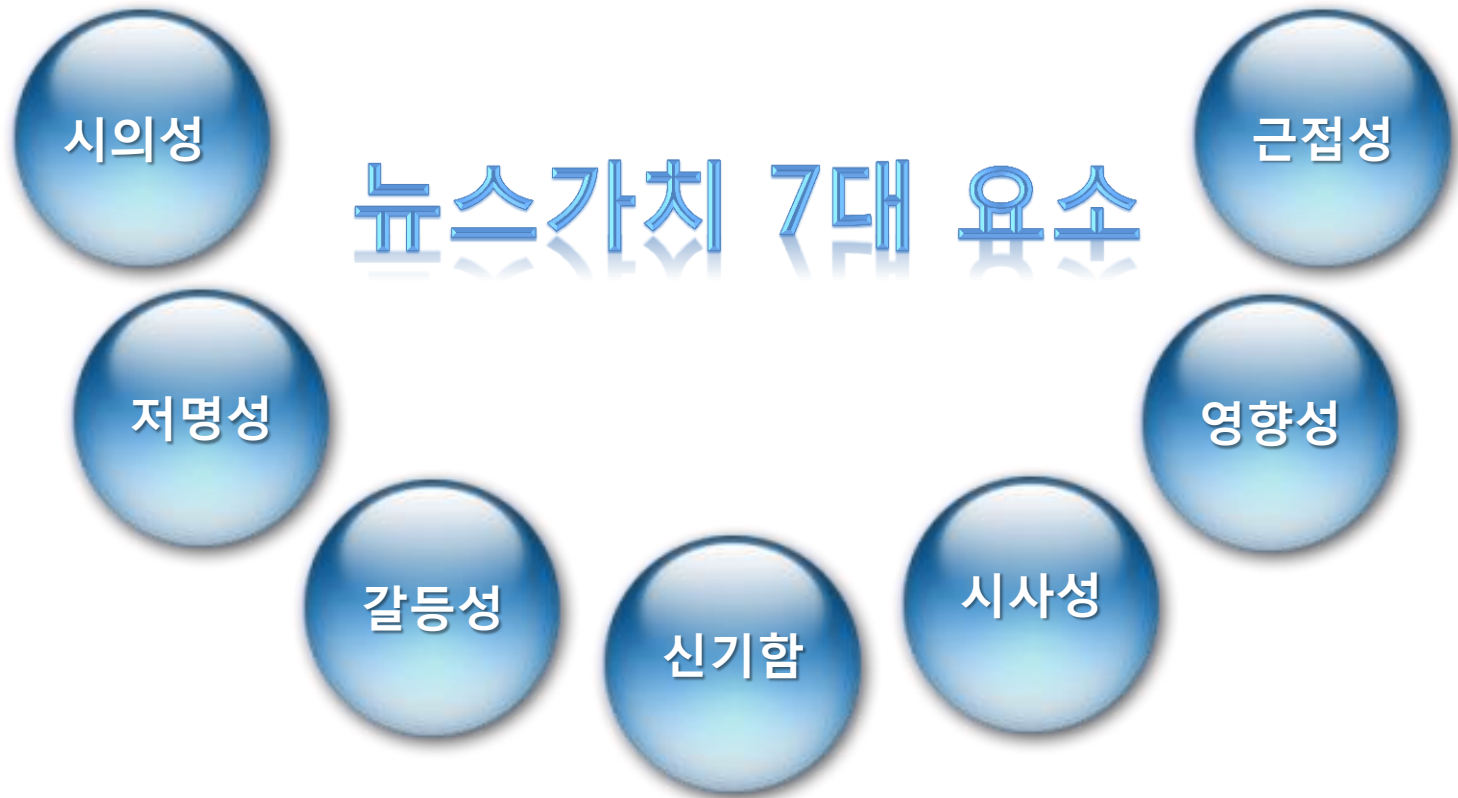 시의성
근접성
뉴스가치 7대 요소
저명성
영향성
갈등성
시사성
신기함